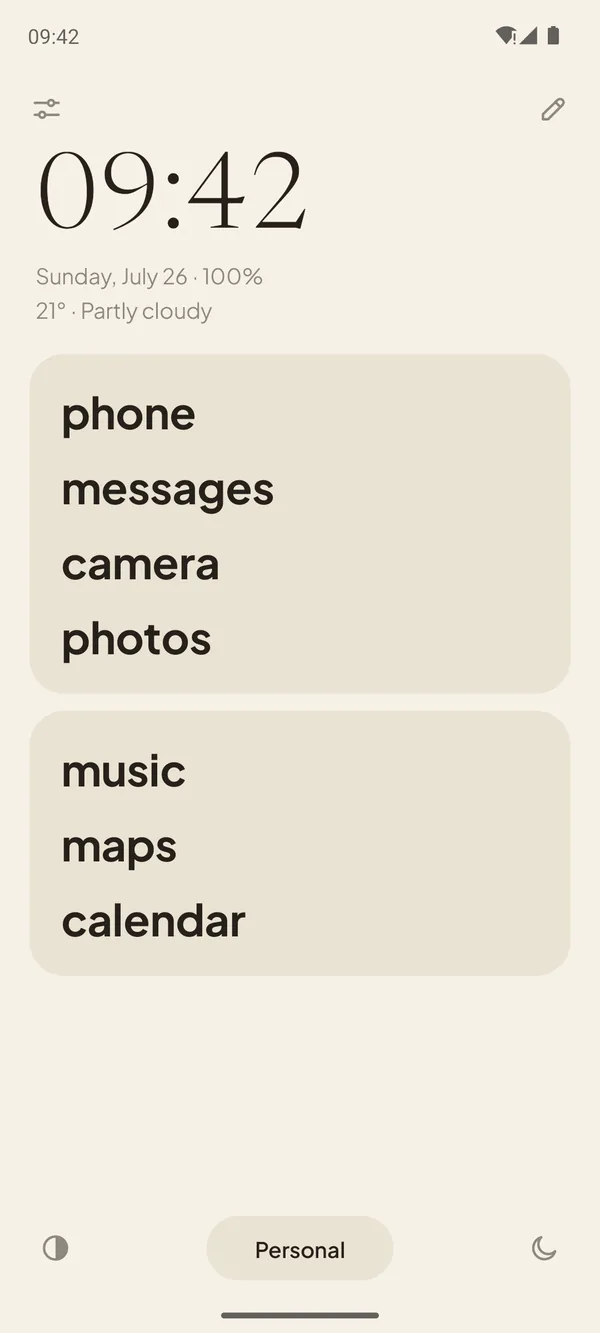 09:42
09:42
Sunday, July 26 · 100%
21° · Partly cloudy
phone
messages
camera
photos
music
maps
calendar
Personal